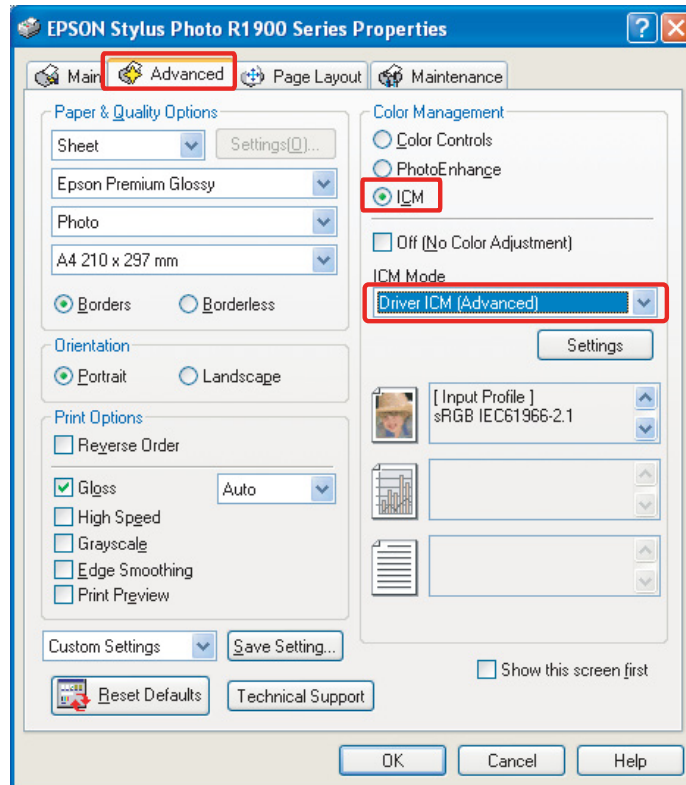 EPSON Stylus Photo R1900 Series Properties
Main
Advanced
Page Layout
Maintenance
Paper & Quality Options
Sheet
Settings(O)...
Epson Premium Glossy
Photo
A4 210 x 297 mm
Borders
Borderless
Orientation
Portrait
Landscape
Print Options
Reverse Order
Gloss
Auto
High Speed
Grayscale
Edge Smoothing
Print Preview
Custom Settings
Save Setting...
Reset Defaults
Technical Support
Color Management
Color Controls
PhotoEnhance
ICM
Off (No Color Adjustment)
ICM Mode
Driver ICM (Advanced)
Settings
[ Input Profile ]
sRGB IEC61966-2.1
Show this screen first
OK
Cancel
Help